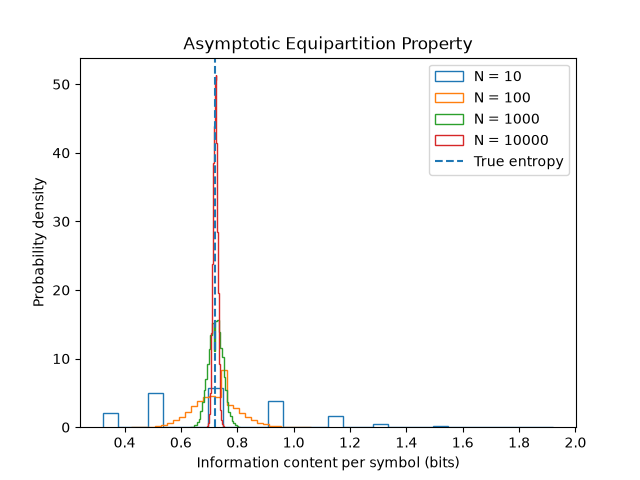 Asymptotic Equipartition Property
Probability density
50
40
30
20
10
0
0.4 0.6 0.8 1.0 1.2 1.4 1.6 1.8 2.0
Information content per symbol (bits)
N = 10
N = 100
N = 1000
N = 10000
True entropy